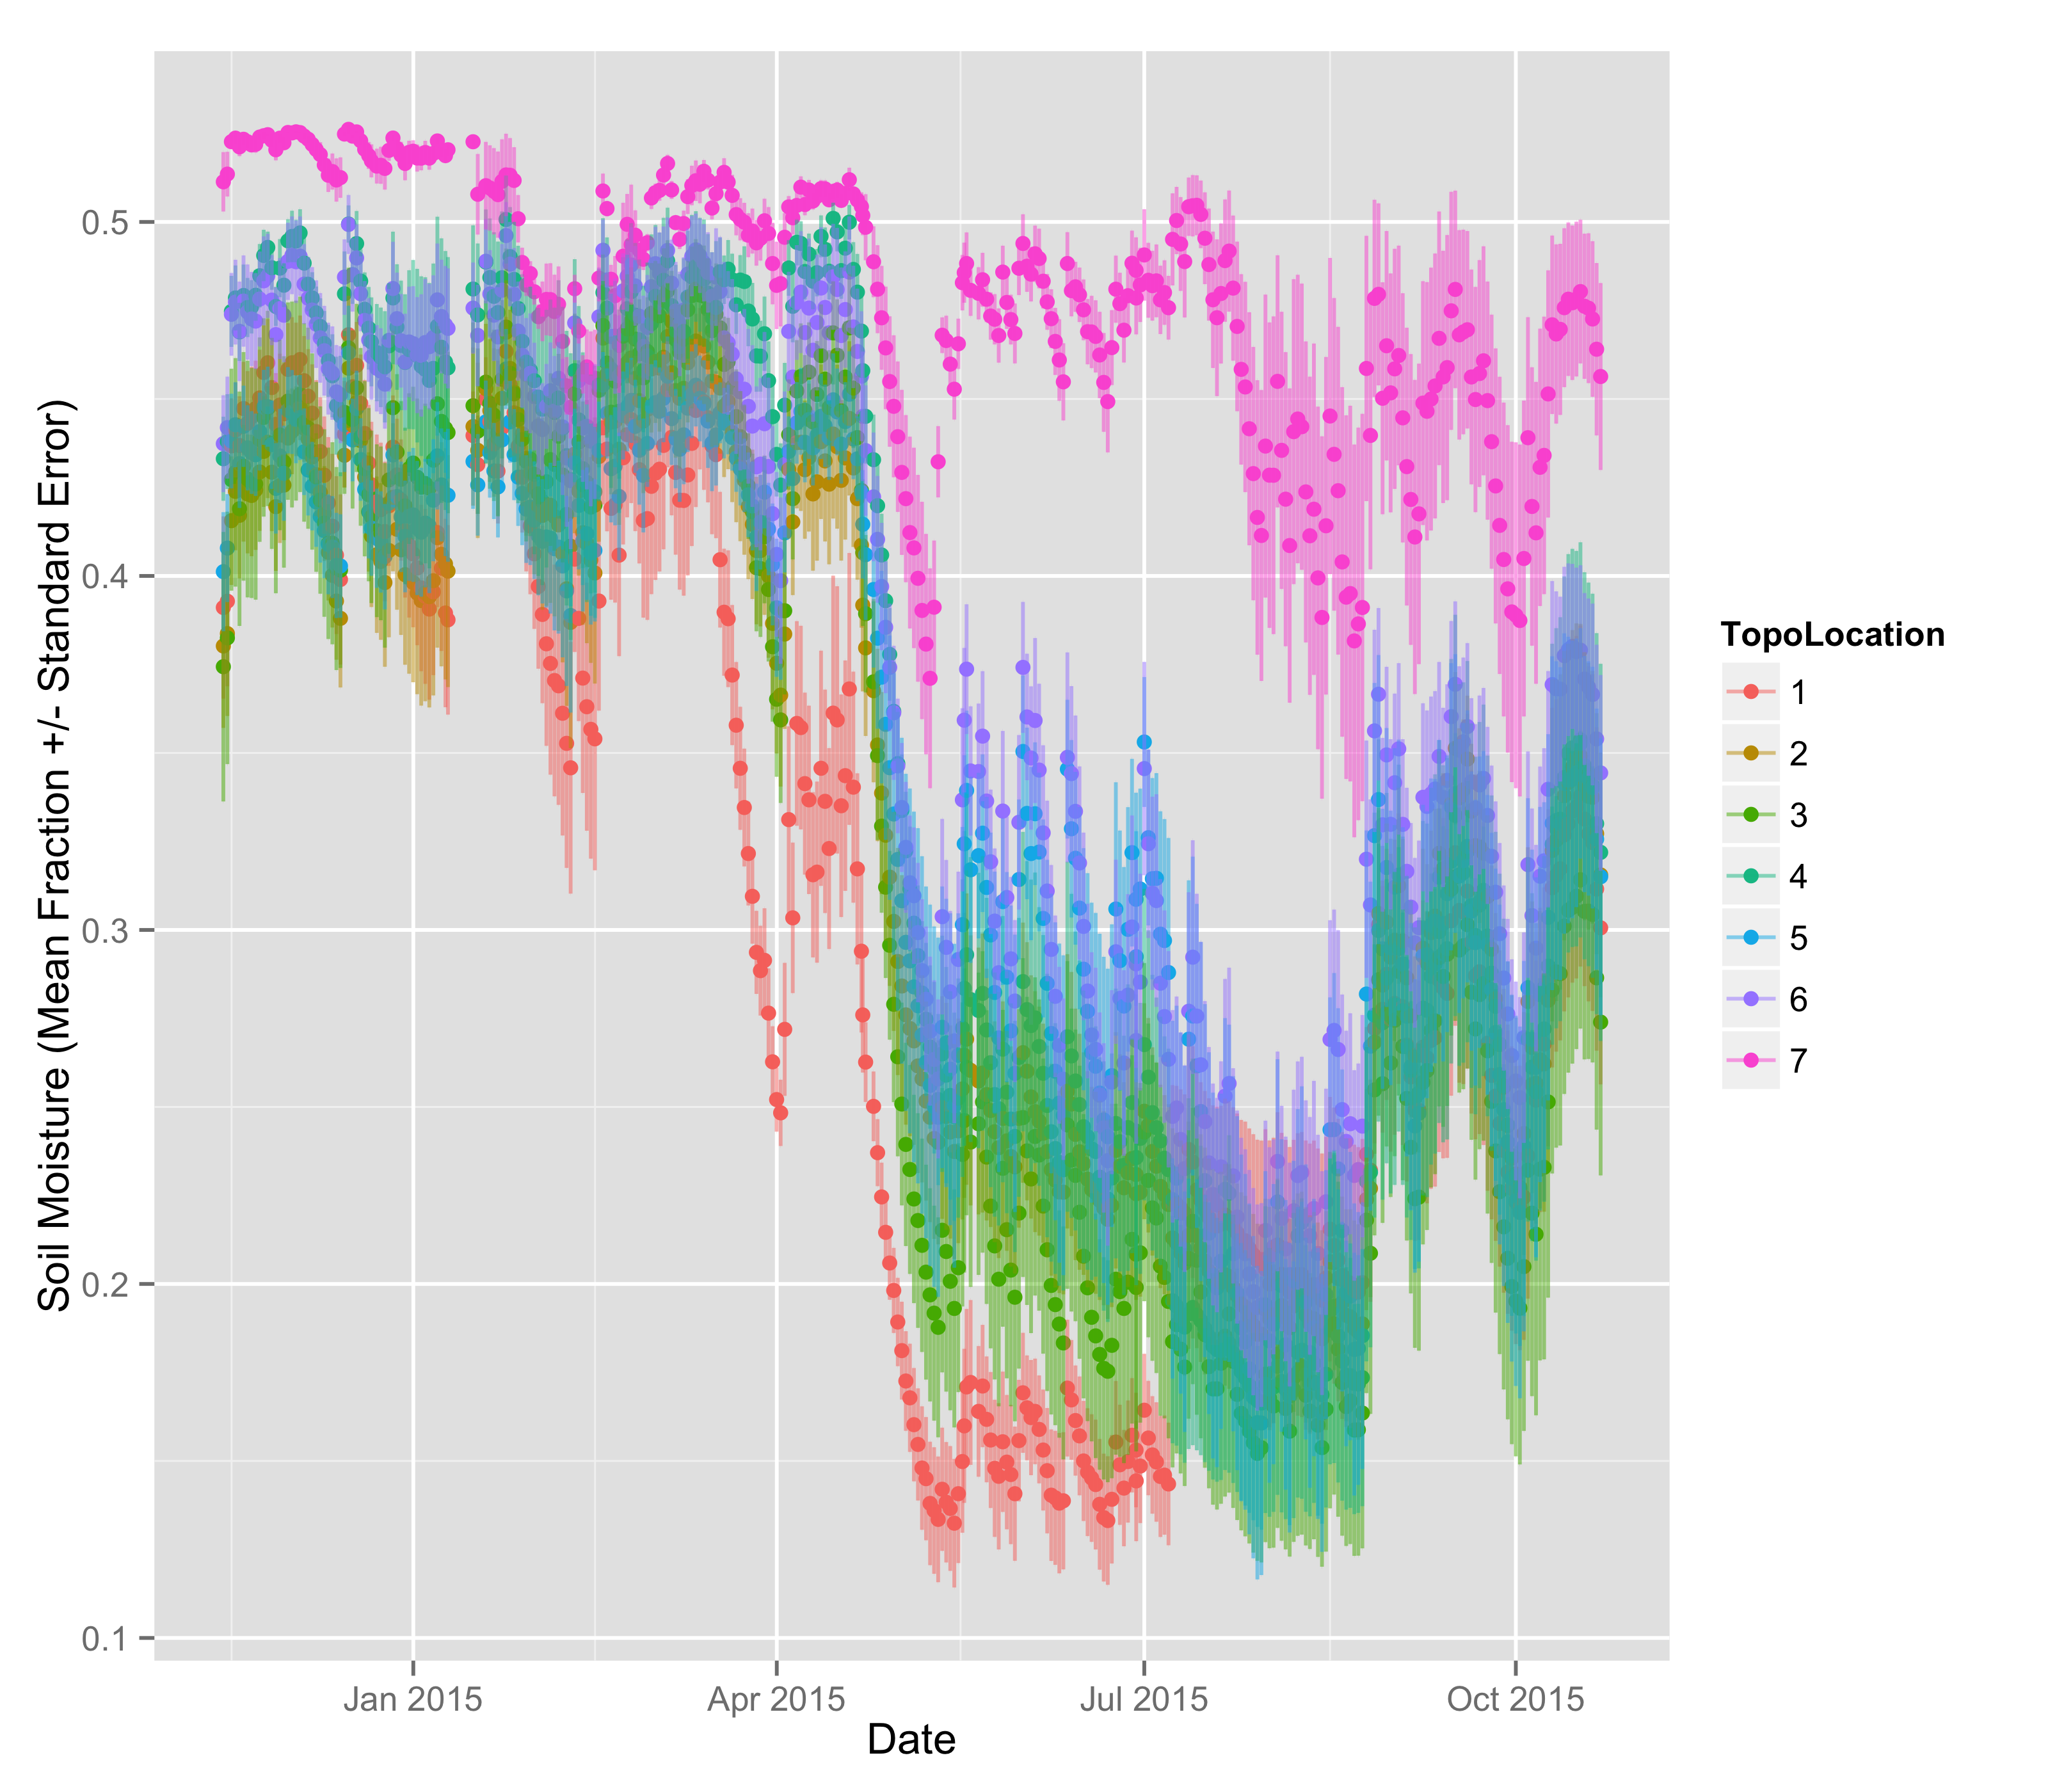 Soil Moisture (Mean Fraction +/- Standard Error)
0.5
0.4
0.3
0.2
0.1
Jan 2015
Apr 2015
Jul 2015
Oct 2015
Date
TopoLocation
1
2
3
4
5
6
7